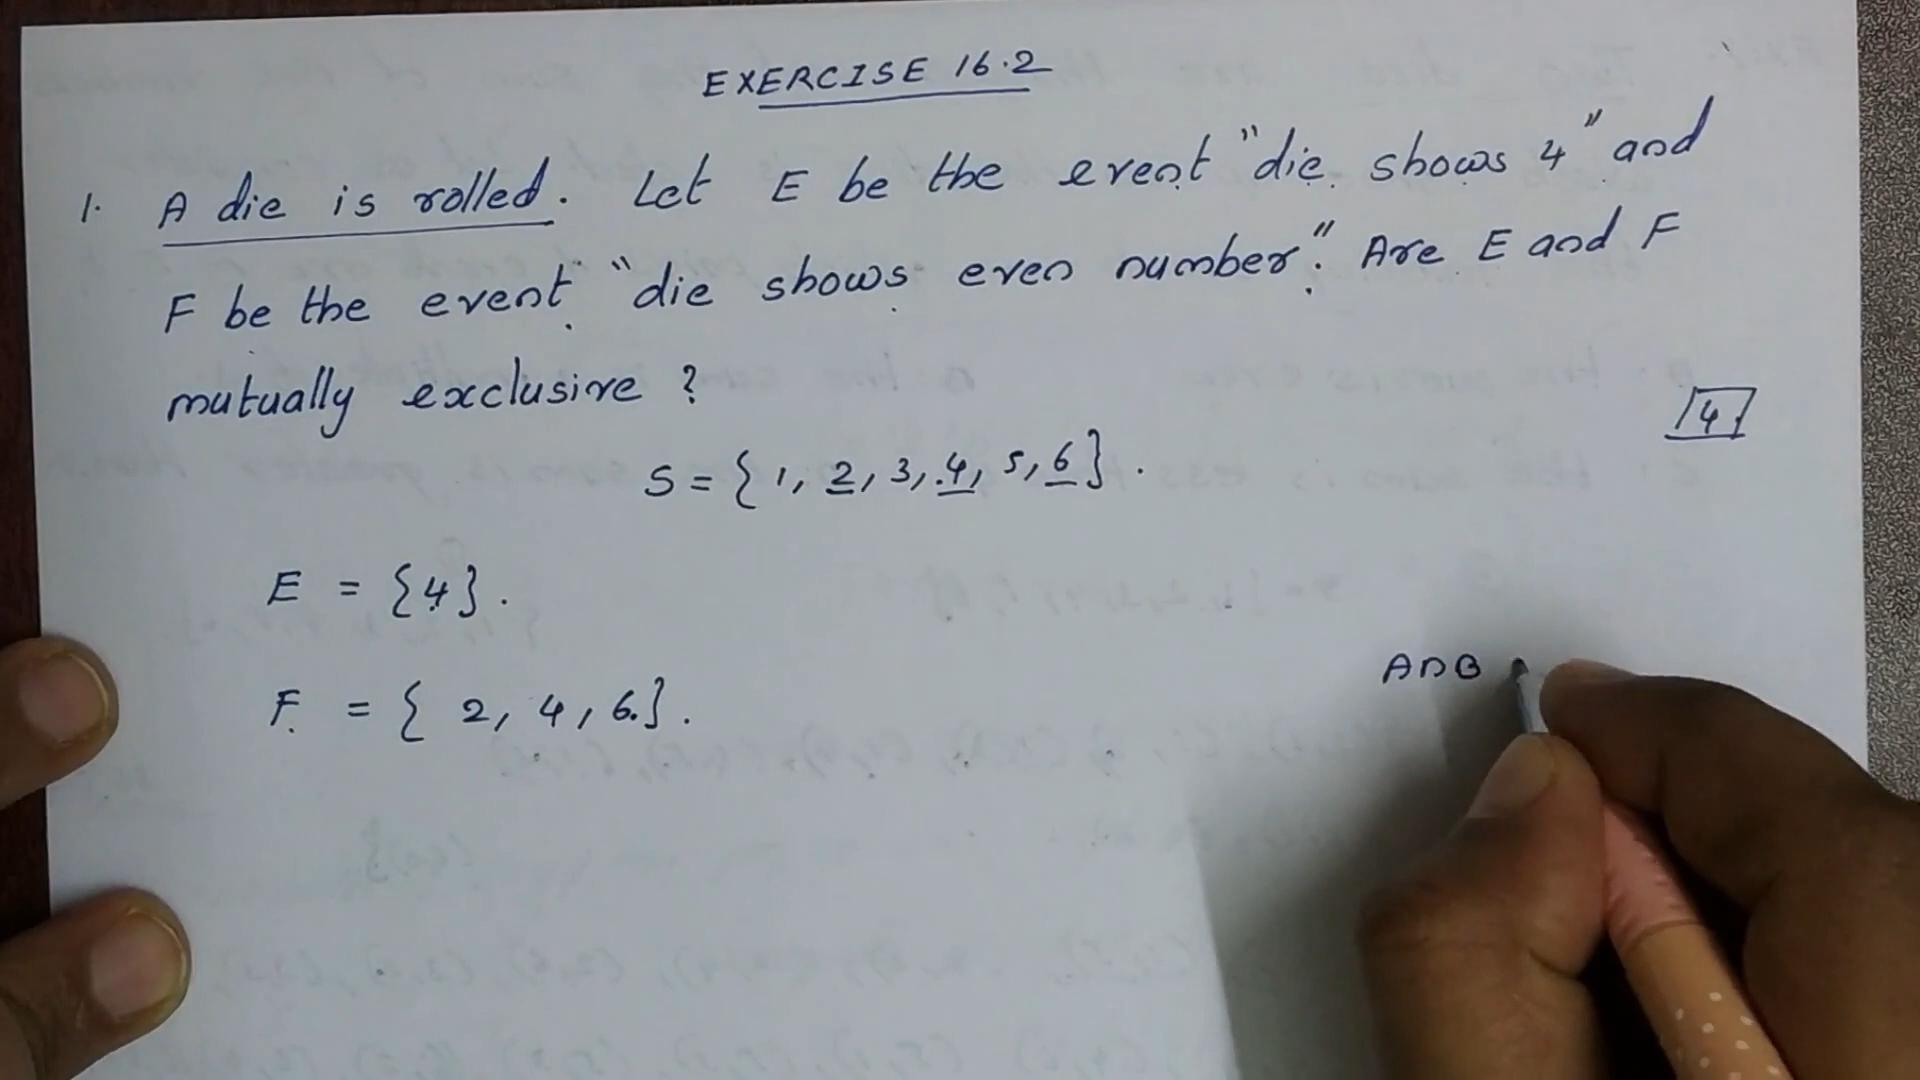 EXERCISE 16.2
1. A die is rolled. Let E be the event "die shows 4" and
F be the event "die shows even number". Are E and F
mutually exclusive ?
4
S = { 1, 2, 3, 4, 5, 6 } .
E = {4} .
A∩B
F = { 2, 4, 6 } .